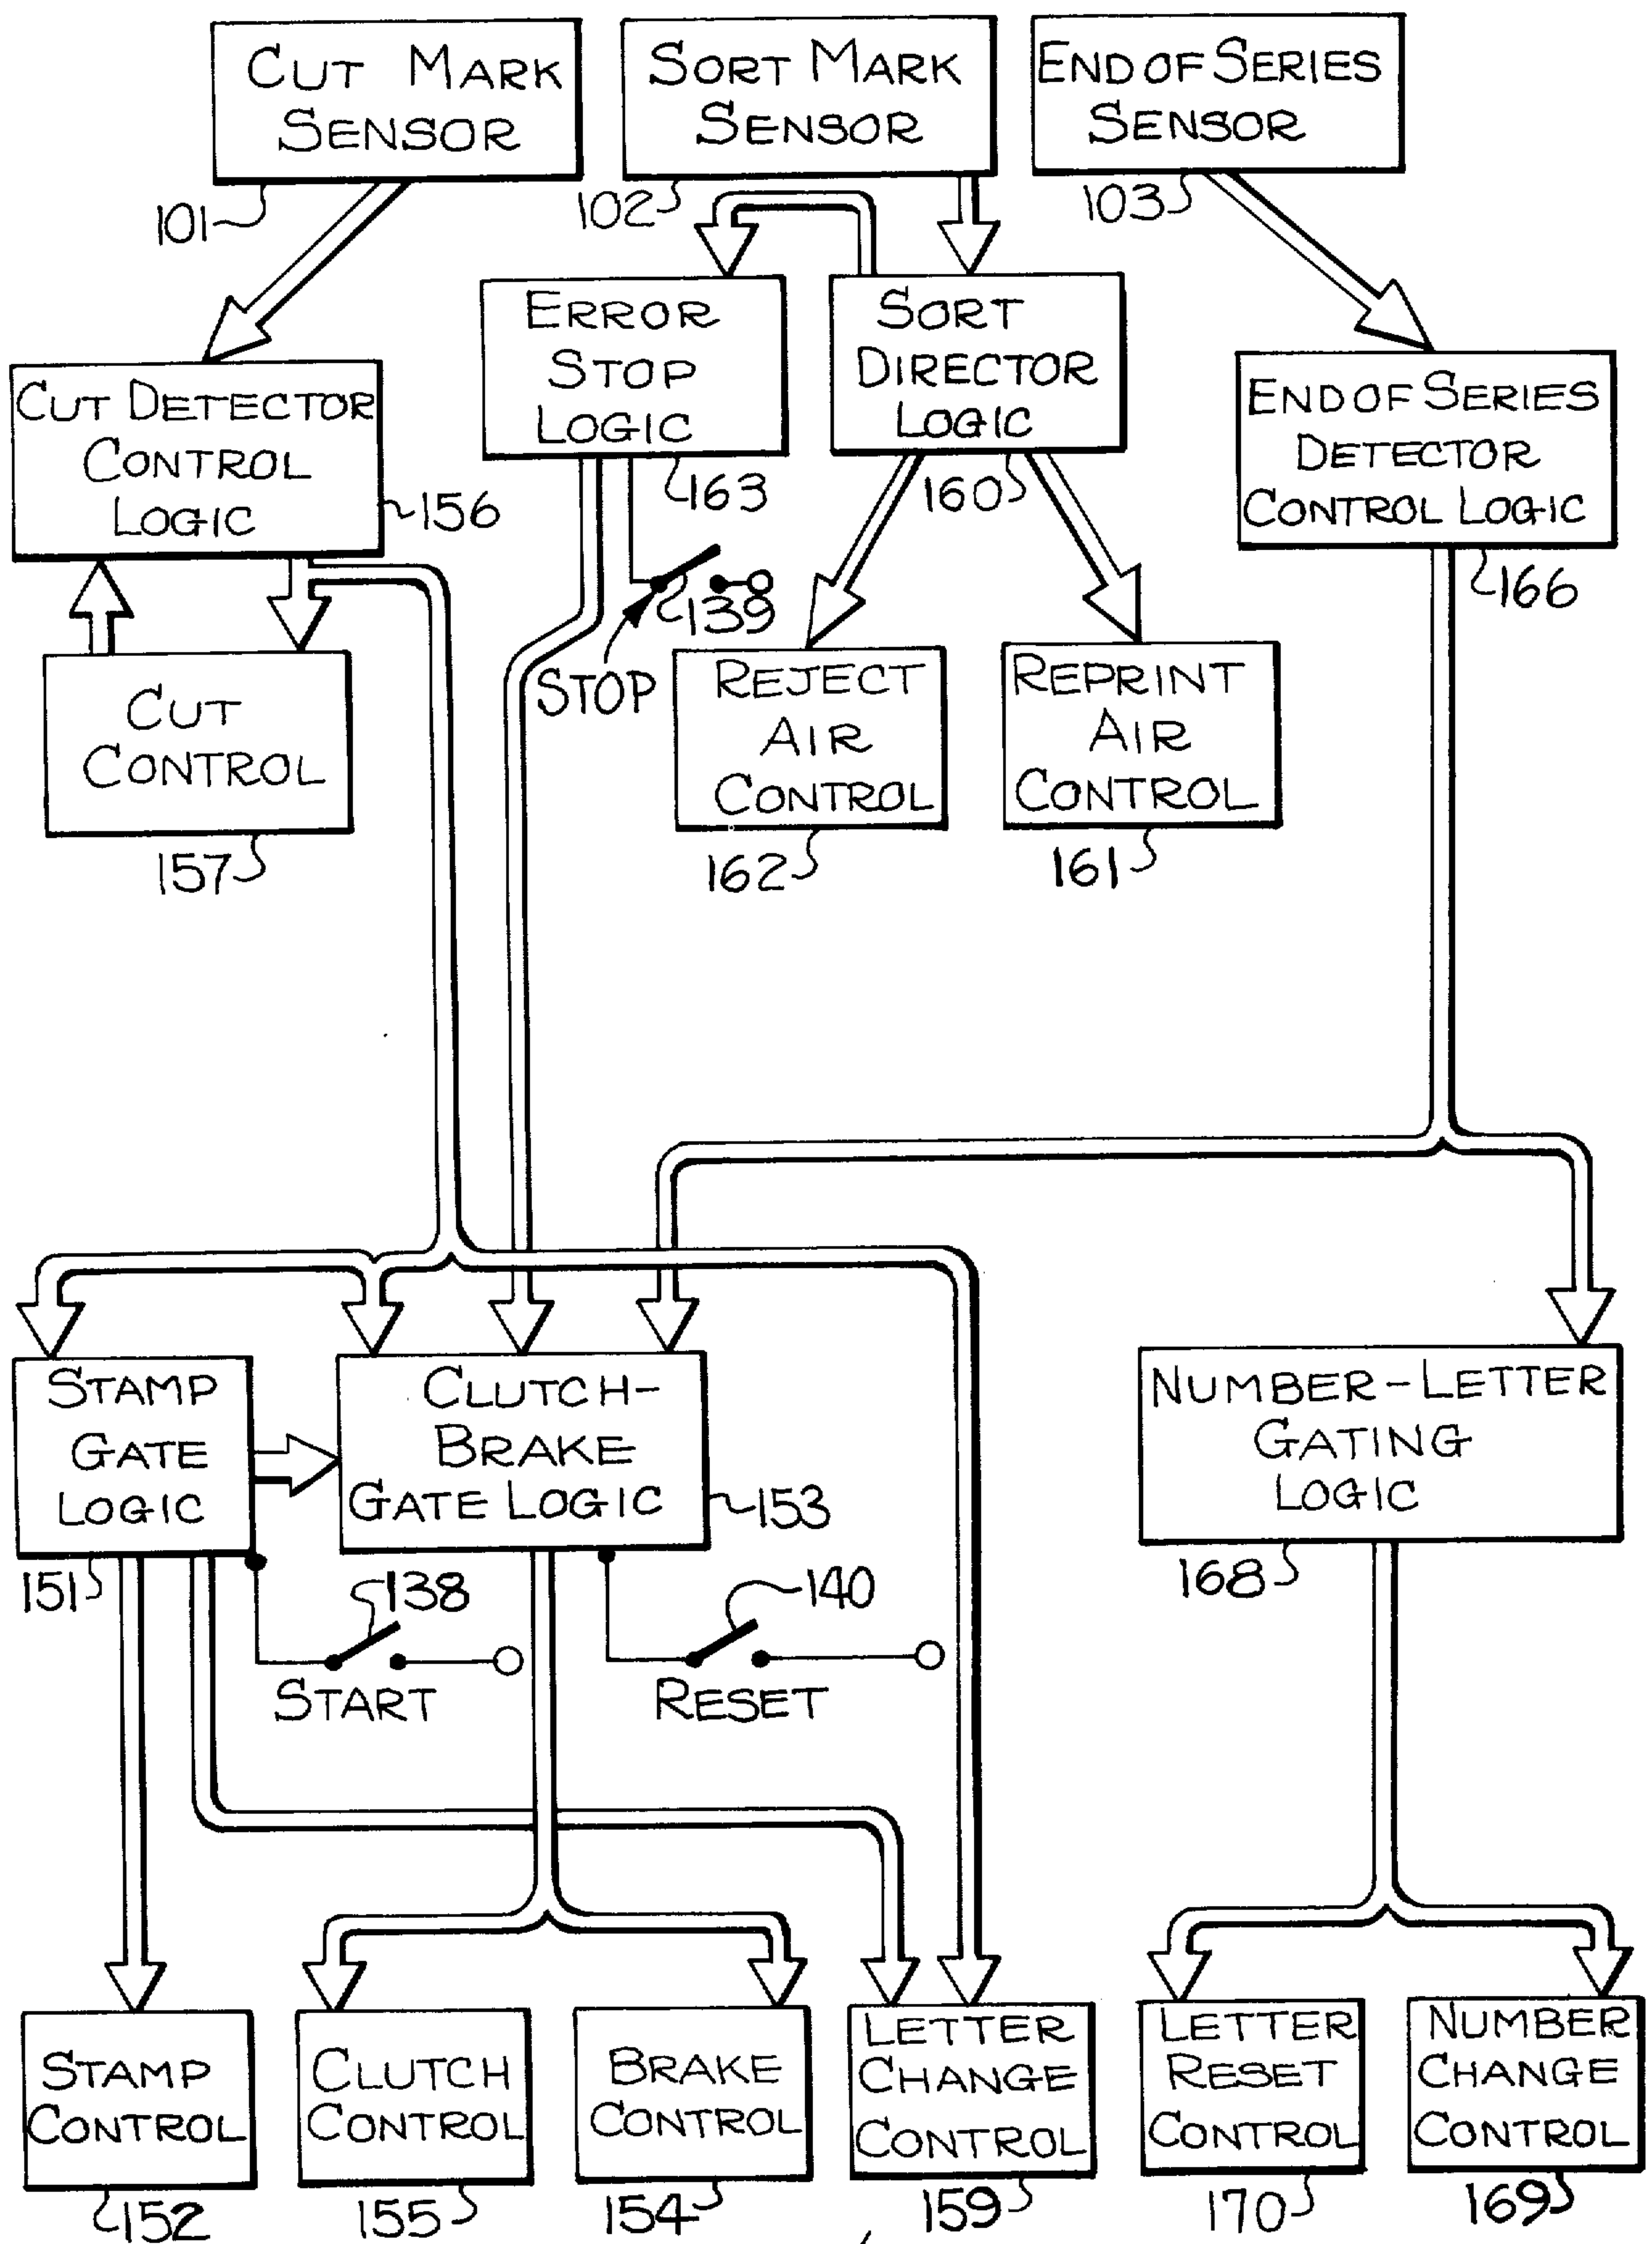 CUT MARK
SENSOR
SORT MARK
SENSOR
END OF SERIES
SENSOR
101
102
103
ERROR
STOP
LOGIC
SORT
DIRECTOR
LOGIC
CUT DETECTOR
CONTROL
LOGIC
END OF SERIES
DETECTOR
CONTROL LOGIC
156
163
160
166
139
STOP
CUT
CONTROL
REJECT
AIR
CONTROL
REPRINT
AIR
CONTROL
157
162
161
STAMP
GATE
LOGIC
CLUTCH-
BRAKE
GATE LOGIC
NUMBER-LETTER
GATING
LOGIC
153
151
138
140
168
START
RESET
STAMP
CONTROL
CLUTCH
CONTROL
BRAKE
CONTROL
LETTER
CHANGE
CONTROL
LETTER
RESET
CONTROL
NUMBER
CHANGE
CONTROL
152
155
154
159
170
169